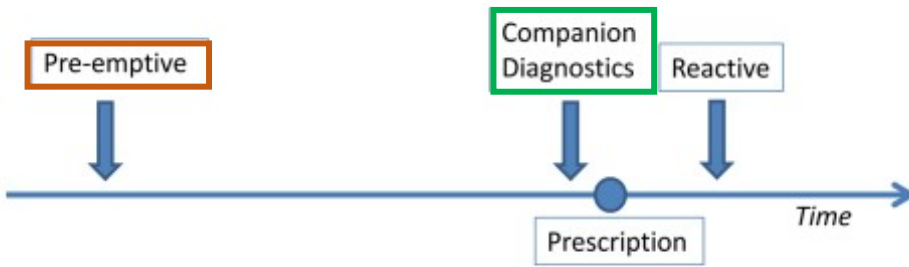 Pre-emptive
Companion
Diagnostics
Reactive
Time
Prescription